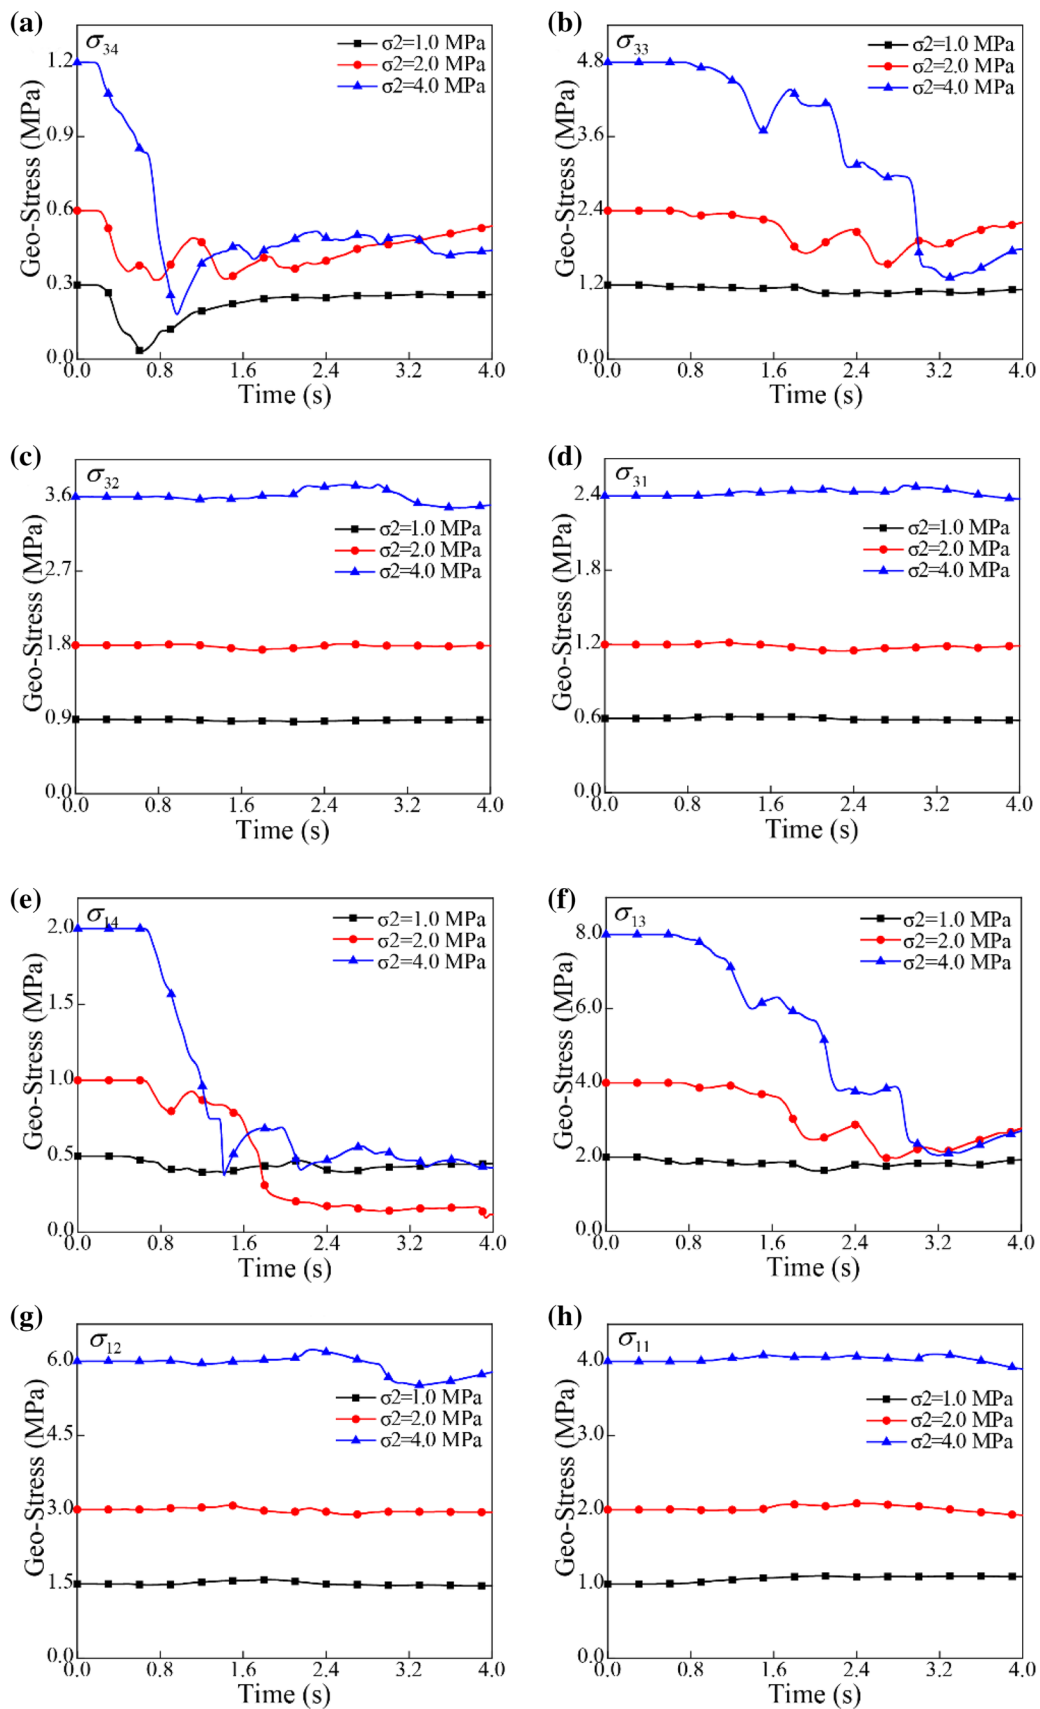 (a)
σ34
σ2=1.0 MPa
σ2=2.0 MPa
σ2=4.0 MPa
1.2
0.9
0.6
0.3
0.0
Geo-Stress (MPa)
0.0 0.8 1.6 2.4 3.2 4.0
Time (s)
(b)
σ33
σ2=1.0 MPa
σ2=2.0 MPa
σ2=4.0 MPa
4.8
3.6
2.4
1.2
0.0
Geo-Stress (MPa)
0.0 0.8 1.6 2.4 3.2 4.0
Time (s)
(c)
σ32
3.6
σ2=1.0 MPa
σ2=2.0 MPa
σ2=4.0 MPa
2.7
1.8
0.9
0.0
Geo-Stress (MPa)
0.0 0.8 1.6 2.4 3.2 4.0
Time (s)
(d)
σ31
2.4
σ2=1.0 MPa
σ2=2.0 MPa
σ2=4.0 MPa
1.8
1.2
0.6
0.0
Geo-Stress (MPa)
0.0 0.8 1.6 2.4 3.2 4.0
Time (s)
(e)
σ14
σ2=1.0 MPa
σ2=2.0 MPa
σ2=4.0 MPa
2.0
1.5
1.0
0.5
0.0
Geo-Stress (MPa)
0.0 0.8 1.6 2.4 3.2 4.0
Time (s)
(f)
σ13
σ2=1.0 MPa
σ2=2.0 MPa
σ2=4.0 MPa
8.0
6.0
4.0
2.0
0.0
Geo-Stress (MPa)
0.0 0.8 1.6 2.4 3.2 4.0
Time (s)
(g)
σ12
6.0
σ2=1.0 MPa
σ2=2.0 MPa
σ2=4.0 MPa
4.5
3.0
1.5
0.0
Geo-Stress (MPa)
0.0 0.8 1.6 2.4 3.2 4.0
Time (s)
(h)
σ11
4.0
σ2=1.0 MPa
σ2=2.0 MPa
σ2=4.0 MPa
3.0
2.0
1.0
0.0
Geo-Stress (MPa)
0.0 0.8 1.6 2.4 3.2 4.0
Time (s)